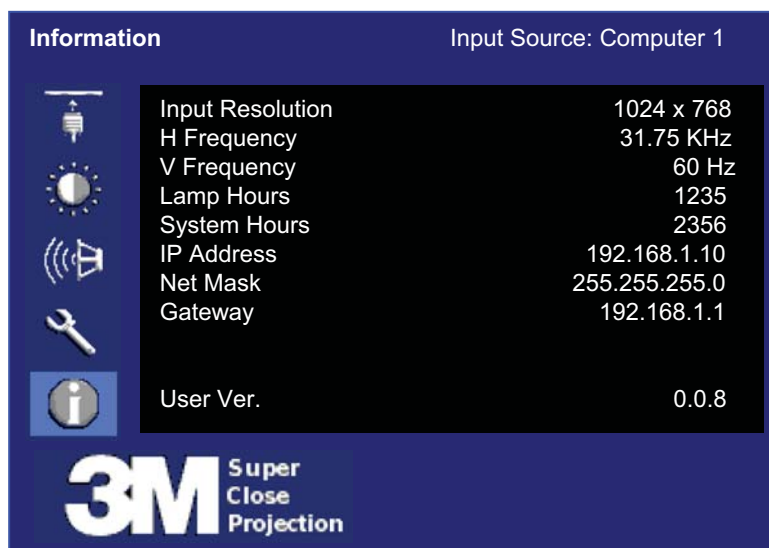 Information Input Source: Computer 1
Input Resolution 1024 x 768
H Frequency 31.75 KHz
V Frequency 60 Hz
Lamp Hours 1235
System Hours 2356
IP Address 192.168.1.10
Net Mask 255.255.255.0
Gateway 192.168.1.1
User Ver. 0.0.8
3M Super
Close
Projection